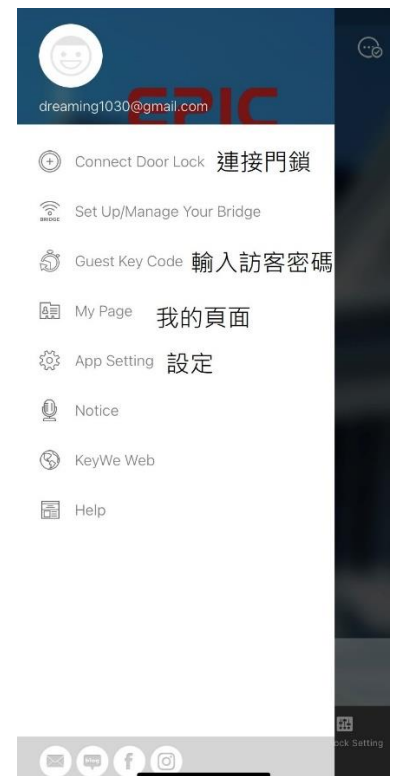 EPIC
dreaming1030@gmail.com
Connect Door Lock 連接門鎖
BRIDGE
Set Up/Manage Your Bridge
Guest Key Code 輸入訪客密碼
My Page 我的頁面
App Setting 設定
Notice
KeyWe Web
Help
ock Setting
blog